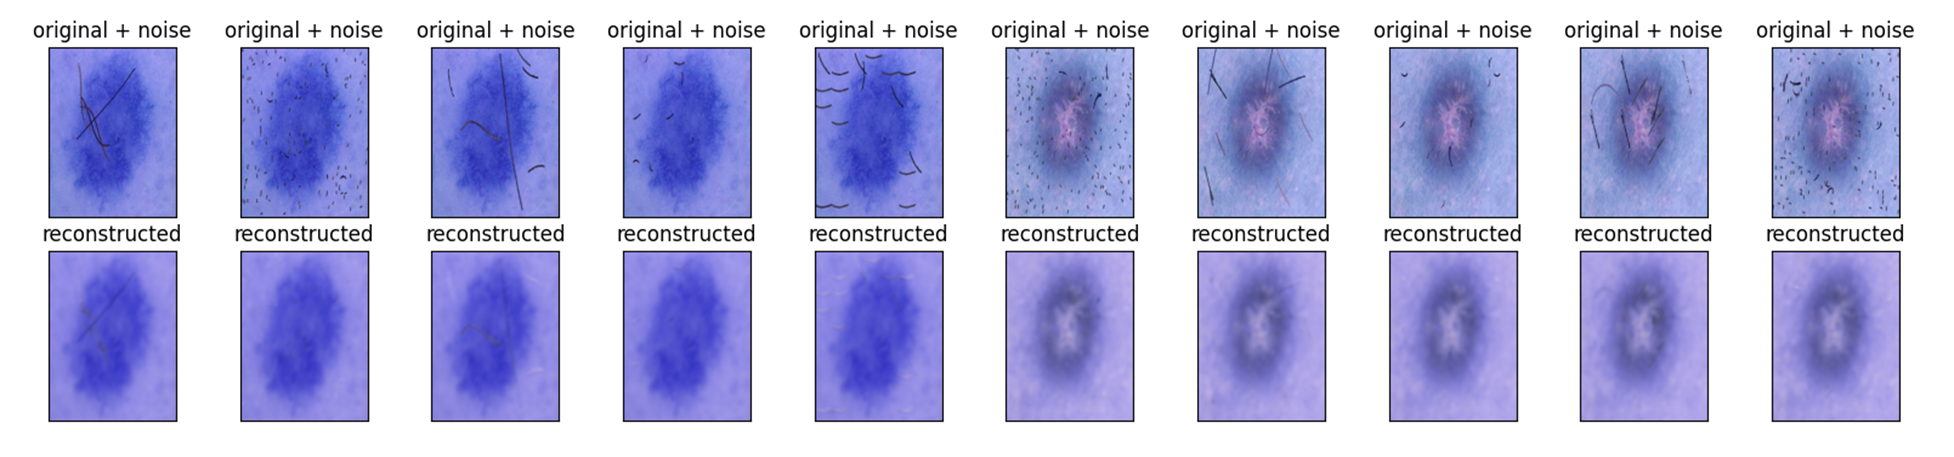 original + noise original + noise original + noise original + noise original + noise original + noise original + noise original + noise original + noise original + noise
reconstructed reconstructed reconstructed reconstructed reconstructed reconstructed reconstructed reconstructed reconstructed reconstructed